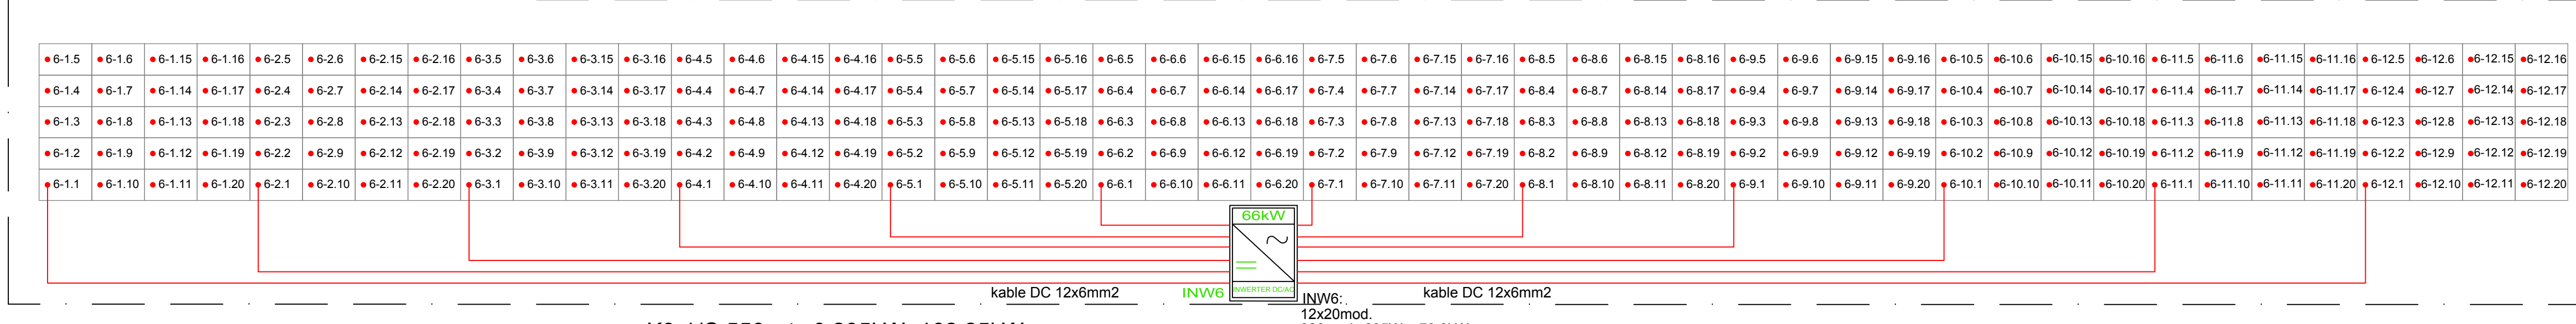 6-1.5 6-1.6 6-1.15 6-1.16 6-2.5 6-2.6 6-2.15 6-2.16 6-3.5 6-3.6 6-3.15 6-3.16 6-4.5 6-4.6 6-4.15 6-4.16 6-5.5 6-5.6 6-5.15 6-5.16 6-6.5 6-6.6 6-6.15 6-6.16 6-7.5 6-7.6 6-7.15 6-7.16 6-8.5 6-8.6 6-8.15 6-8.16 6-9.5 6-9.6 6-9.15 6-9.16 6-10.5 6-10.6 6-10.15 6-10.16 6-11.5 6-11.6 6-11.15 6-11.16 6-12.5 6-12.6 6-12.15 6-12.16
6-1.4 6-1.7 6-1.14 6-1.17 6-2.4 6-2.7 6-2.14 6-2.17 6-3.4 6-3.7 6-3.14 6-3.17 6-4.4 6-4.7 6-4.14 6-4.17 6-5.4 6-5.7 6-5.14 6-5.17 6-6.4 6-6.7 6-6.14 6-6.17 6-7.4 6-7.7 6-7.14 6-7.17 6-8.4 6-8.7 6-8.14 6-8.17 6-9.4 6-9.7 6-9.14 6-9.17 6-10.4 6-10.7 6-10.14 6-10.17 6-11.4 6-11.7 6-11.14 6-11.17 6-12.4 6-12.7 6-12.14 6-12.17
6-1.3 6-1.8 6-1.13 6-1.18 6-2.3 6-2.8 6-2.13 6-2.18 6-3.3 6-3.8 6-3.13 6-3.18 6-4.3 6-4.8 6-4.13 6-4.18 6-5.3 6-5.8 6-5.13 6-5.18 6-6.3 6-6.8 6-6.13 6-6.18 6-7.3 6-7.8 6-7.13 6-7.18 6-8.3 6-8.8 6-8.13 6-8.18 6-9.3 6-9.8 6-9.13 6-9.18 6-10.3 6-10.8 6-10.13 6-10.18 6-11.3 6-11.8 6-11.13 6-11.18 6-12.3 6-12.8 6-12.13 6-12.18
6-1.2 6-1.9 6-1.12 6-1.19 6-2.2 6-2.9 6-2.12 6-2.19 6-3.2 6-3.9 6-3.12 6-3.19 6-4.2 6-4.9 6-4.12 6-4.19 6-5.2 6-5.9 6-5.12 6-5.19 6-6.2 6-6.9 6-6.12 6-6.19 6-7.2 6-7.9 6-7.12 6-7.19 6-8.2 6-8.9 6-8.12 6-8.19 6-9.2 6-9.9 6-9.12 6-9.19 6-10.2 6-10.9 6-10.12 6-10.19 6-11.2 6-11.9 6-11.12 6-11.19 6-12.2 6-12.9 6-12.12 6-12.19
6-1.1 6-1.10 6-1.11 6-1.20 6-2.1 6-2.10 6-2.11 6-2.20 6-3.1 6-3.10 6-3.11 6-3.20 6-4.1 6-4.10 6-4.11 6-4.20 6-5.1 6-5.10 6-5.11 6-5.20 6-6.1 6-6.10 6-6.11 6-6.20 6-7.1 6-7.10 6-7.11 6-7.20 6-8.1 6-8.10 6-8.11 6-8.20 6-9.1 6-9.10 6-9.11 6-9.20 6-10.1 6-10.10 6-10.11 6-10.20 6-11.1 6-11.10 6-11.11 6-11.20 6-12.1 6-12.10 6-12.11 6-12.20
66kW
kable DC 12x6mm2 INW6 INWERTER DC/AC kable DC 12x6mm2
INW6:
12x20mod.